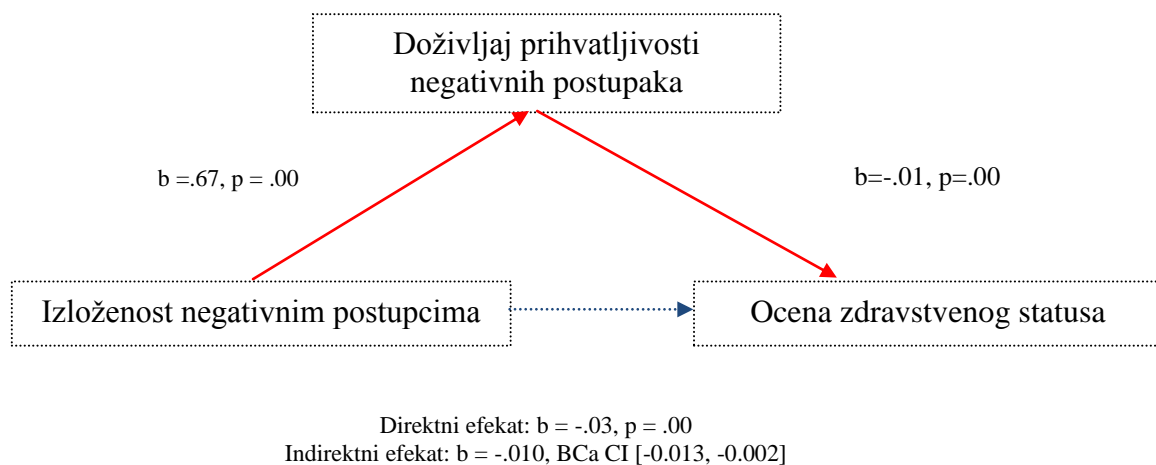 Doživljaj prihvatljivosti
negativnih postupaka
b =.67, p = .00
b=-.01, p=.00
Izloženost negativnim postupcima
Ocena zdravstvenog statusa
Direktni efekat: b = -.03, p = .00
Indirektni efekat: b = -.010, BCa CI [-0.013, -0.002]